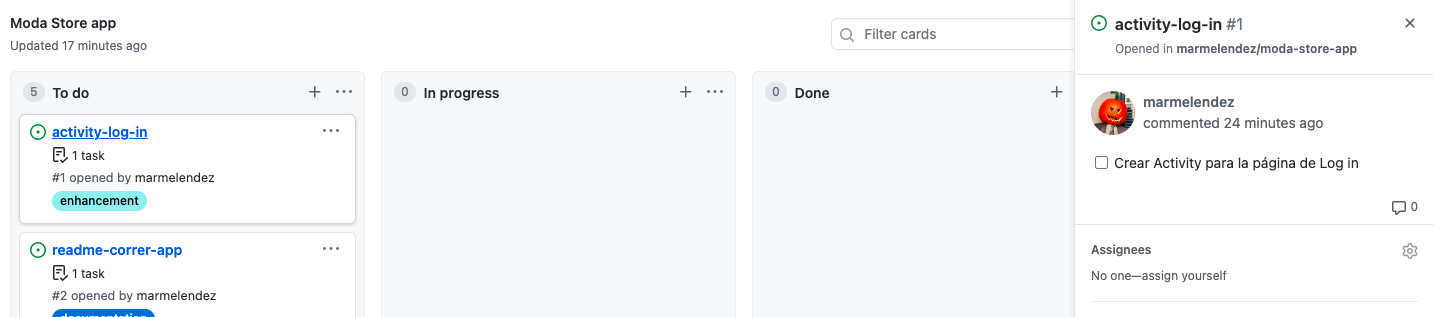 Moda Store app
Updated 17 minutes ago
Filter cards
5 To do
activity-log-in
1 task
#1 opened by marmelendez
enhancement
readme-correr-app
1 task
#2 opened by marmelendez
documentation
0 In progress
0 Done
activity-log-in #1
Opened in marmelendez/moda-store-app
marmelendez
commented 24 minutes ago
Crear Activity para la página de Log in
0
Assignees
No one—assign yourself